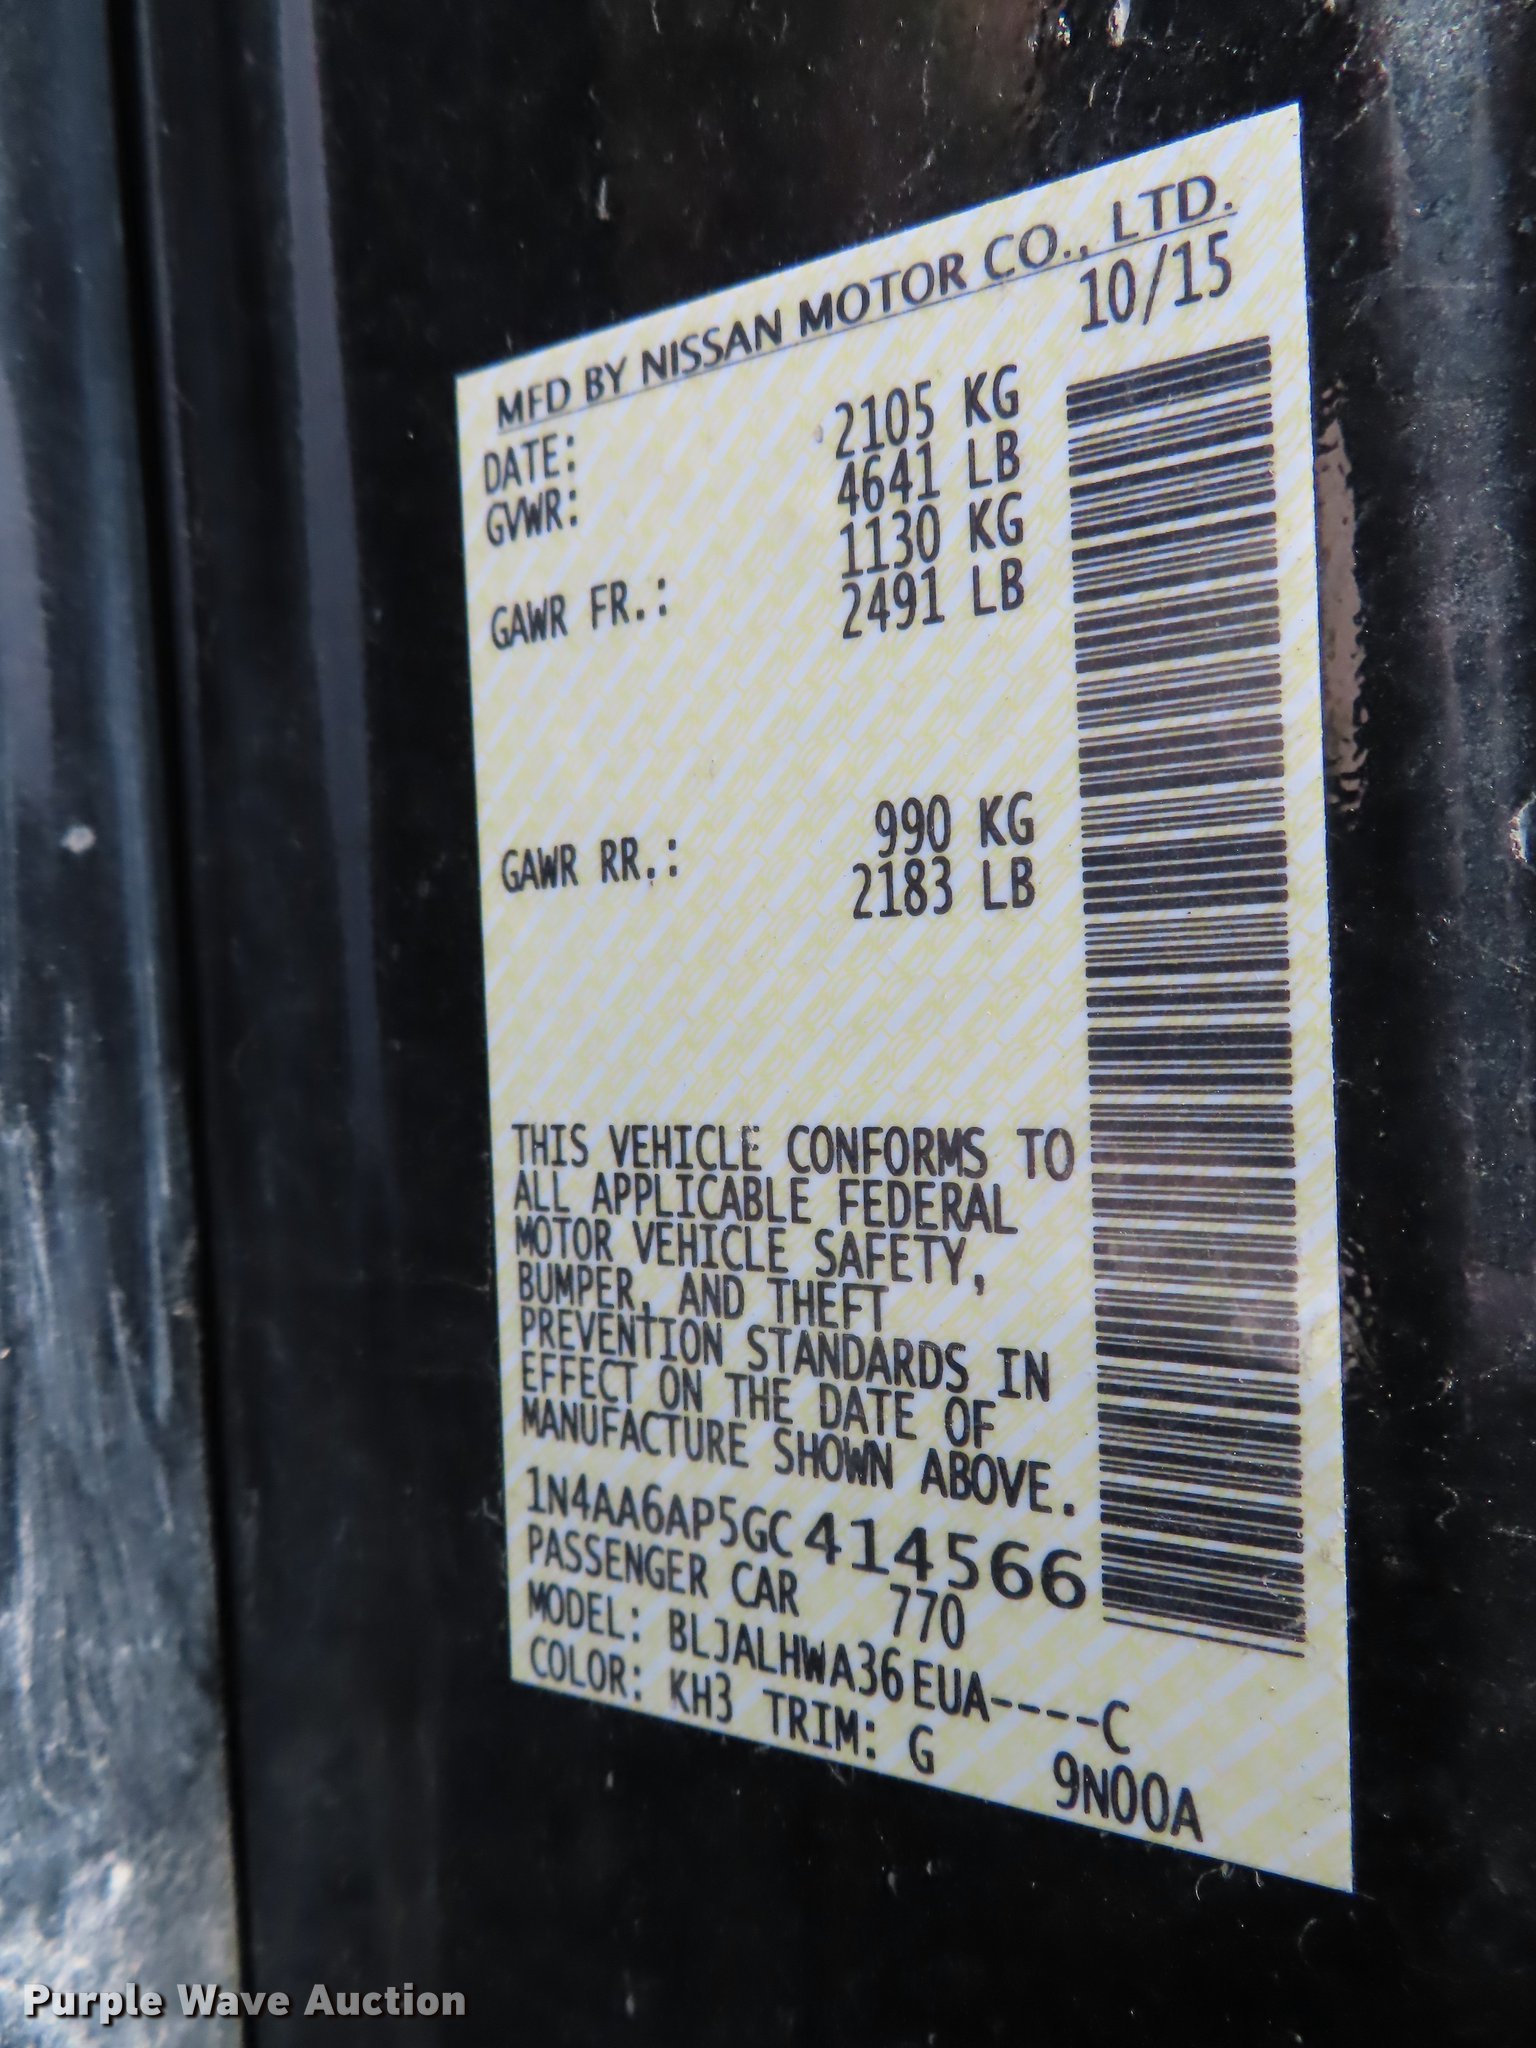 MFD BY NISSAN MOTOR CO., LTD.
DATE: 10/15
GVWR: 2105 KG
4641 LB
GAWR FR.: 1130 KG
2491 LB
GAWR RR.: 990 KG
2183 LB
THIS VEHICLE CONFORMS TO
ALL APPLICABLE FEDERAL
MOTOR VEHICLE SAFETY,
BUMPER, AND THEFT
PREVENTION STANDARDS IN
EFFECT ON THE DATE OF
MANUFACTURE SHOWN ABOVE.
1N4AA6AP5GC414566
PASSENGER CAR 770
MODEL: BLJALHWA36EUA----C
COLOR: KH3 TRIM: G 9N00A
Purple Wave Auction